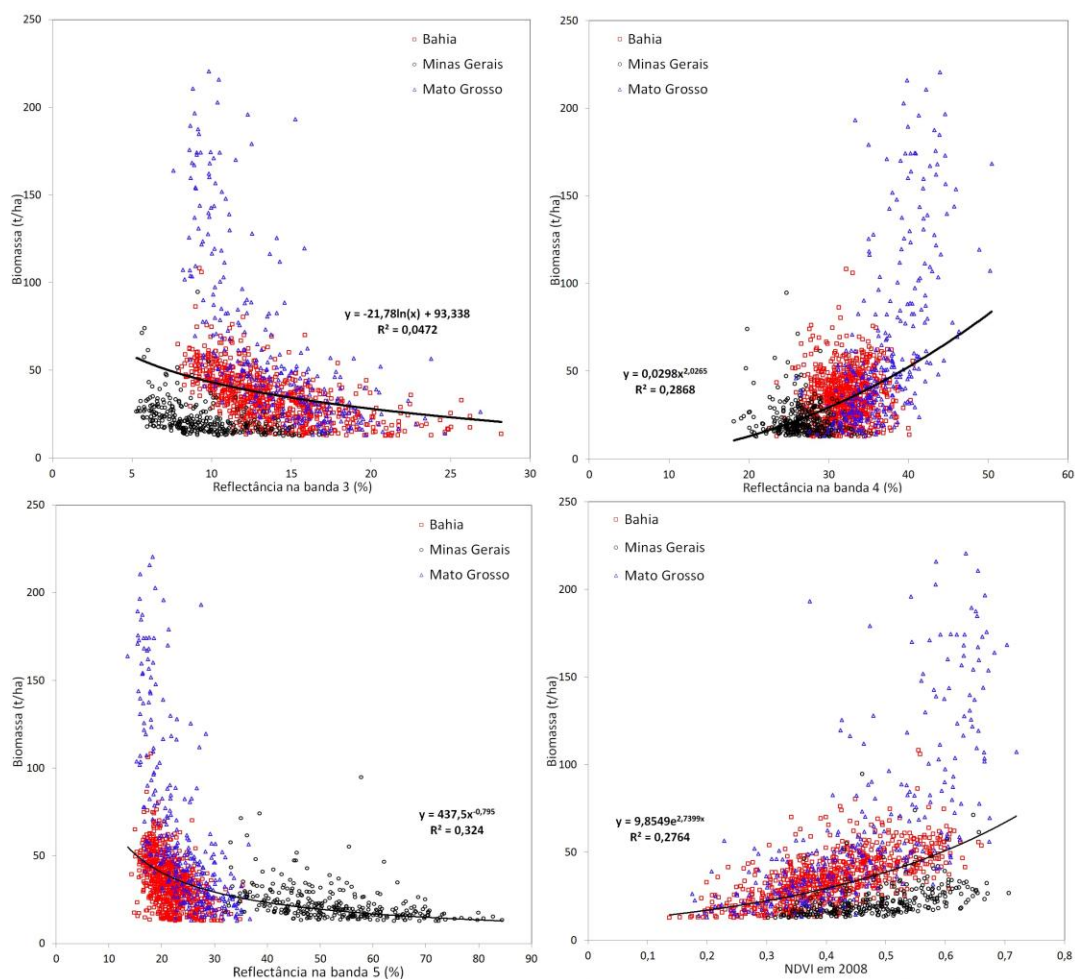 250
200
150
100
50
0
Biomassa (t/ha)
Bahia
Minas Gerais
Mato Grosso
y = -21,78ln(x) + 93,338
R² = 0,0472
0 5 10 15 20 25 30
Reflectância na banda 3 (%)
250
200
150
100
50
0
Biomassa (t/ha)
Bahia
Minas Gerais
Mato Grosso
y = 0,0298x^2,0265
R² = 0,2868
0 10 20 30 40 50 60
Reflectância na banda 4 (%)
250
200
150
100
50
0
Biomassa (t/ha)
Bahia
Minas Gerais
Mato Grosso
y = 437,5x^-0,795
R² = 0,324
0 10 20 30 40 50 60 70 80 90
Reflectância na banda 5 (%)
250
200
150
100
50
0
Biomassa (t/ha)
Bahia
Minas Gerais
Mato Grosso
y = 9,8549e^2,7399x
R² = 0,2764
0 0,1 0,2 0,3 0,4 0,5 0,6 0,7 0,8
NDVI em 2008